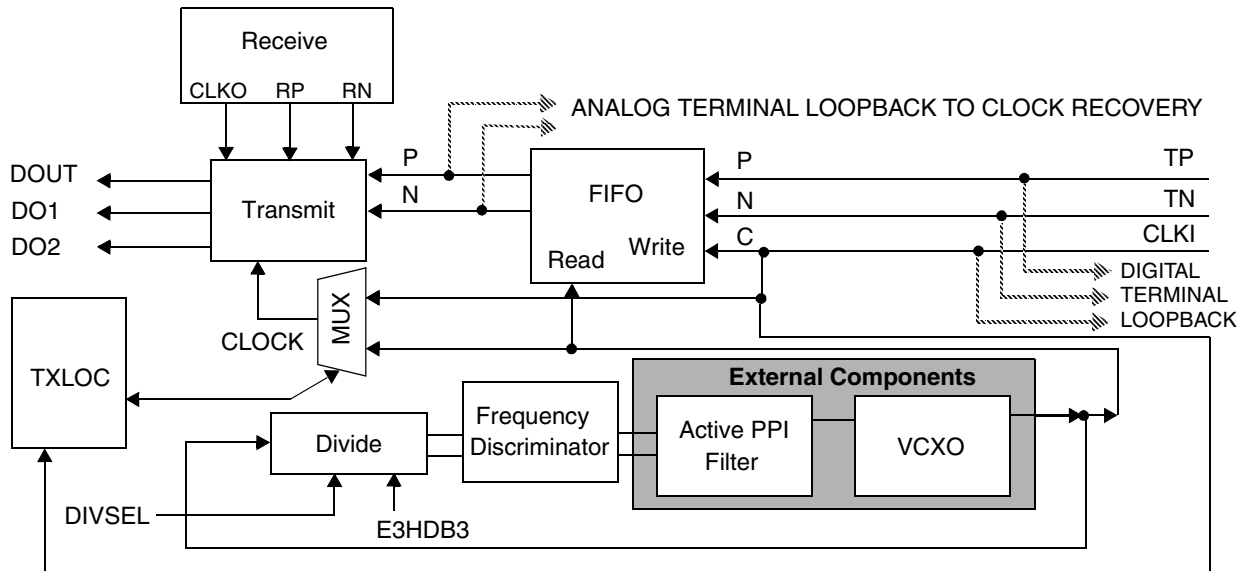 Receive
CLKO RP RN
ANALOG TERMINAL LOOPBACK TO CLOCK RECOVERY
DOUT
DO1
DO2
Transmit
P
N
FIFO
Read
Write
P
N
C
TP
TN
CLKI
DIGITAL
TERMINAL
LOOPBACK
CLOCK
MUX
TXLOC
External Components
Divide
Frequency
Discriminator
Active PPI
Filter
VCXO
DIVSEL
E3HDB3